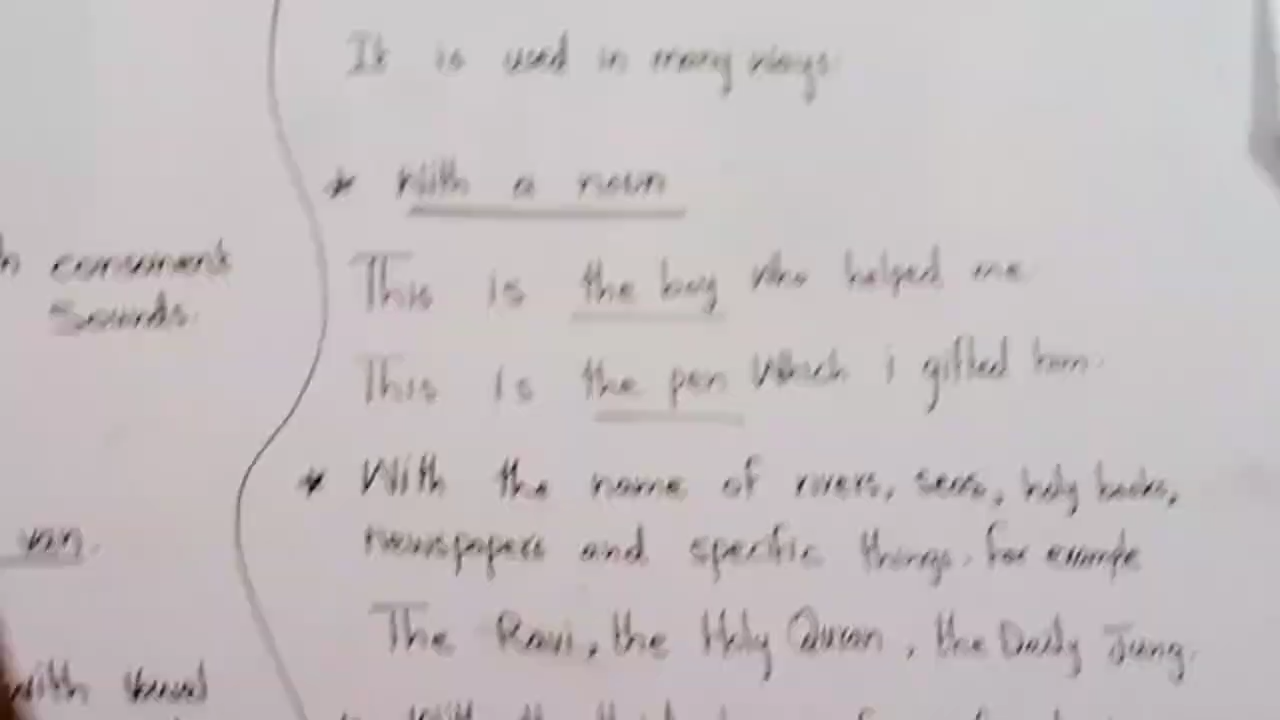 It is used in many ways
* With a noun
This is the boy who helped me
This is the pen which i gifted him.
* With the name of rivers, seas, holy books,
newspapers and specific things. for example
The Ravi, the Holy Quran, the Daily Jung.
consonant
Sounds.
with